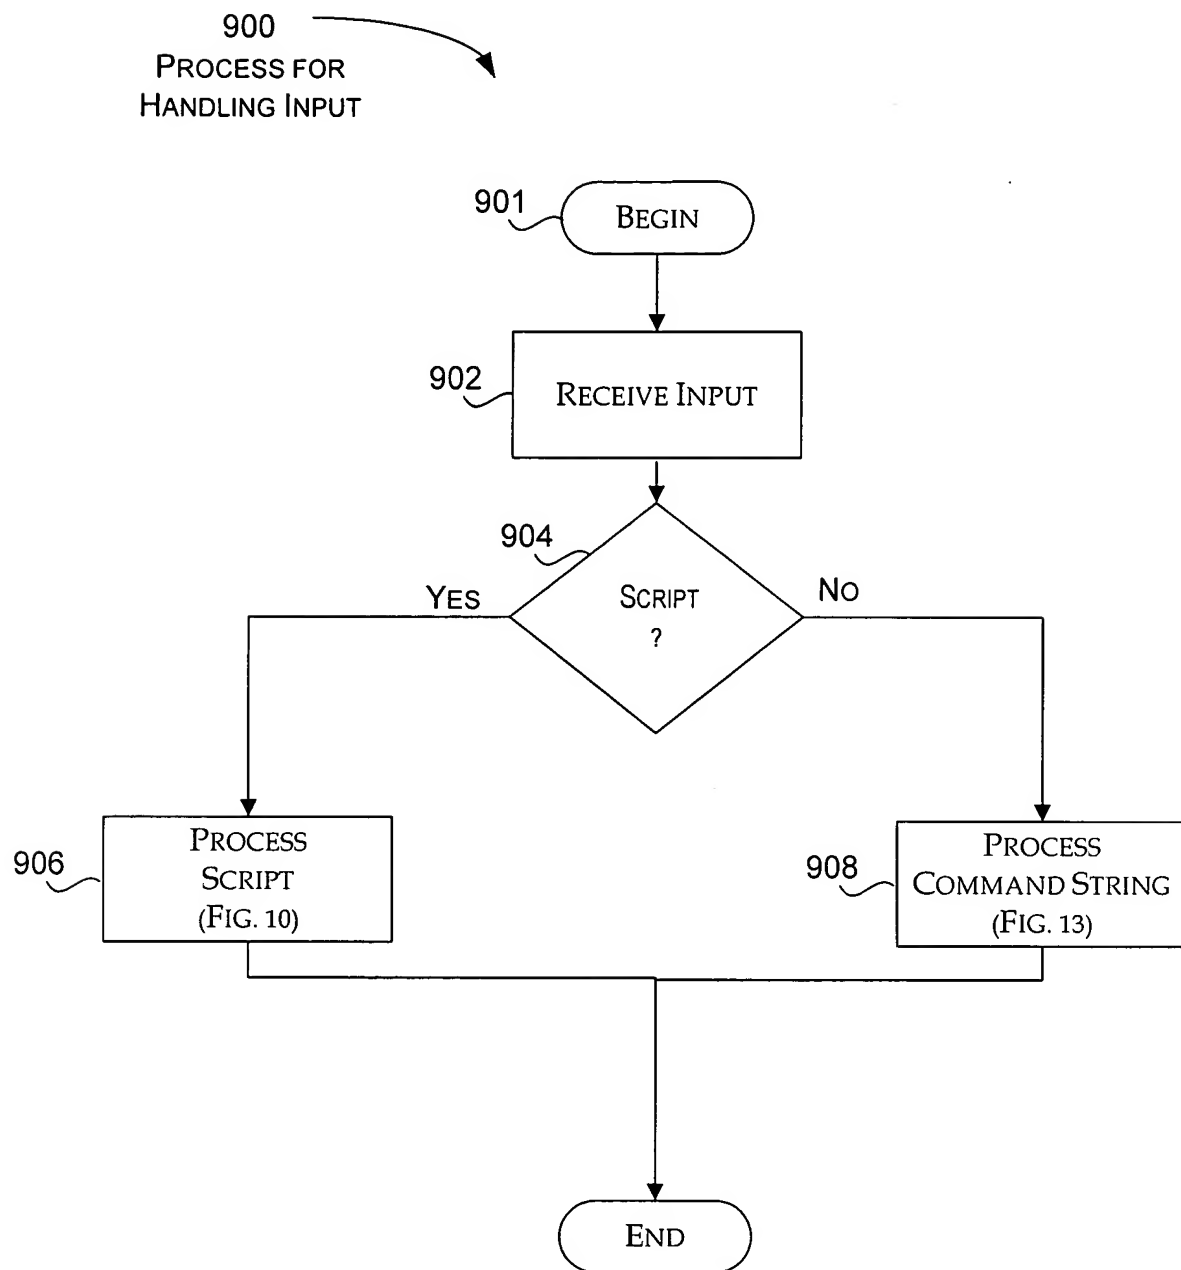 900
PROCESS FOR
HANDLING INPUT
901
BEGIN
902
RECEIVE INPUT
904
YES
SCRIPT
?
NO
906
PROCESS
SCRIPT
(FIG. 10)
908
PROCESS
COMMAND STRING
(FIG. 13)
END